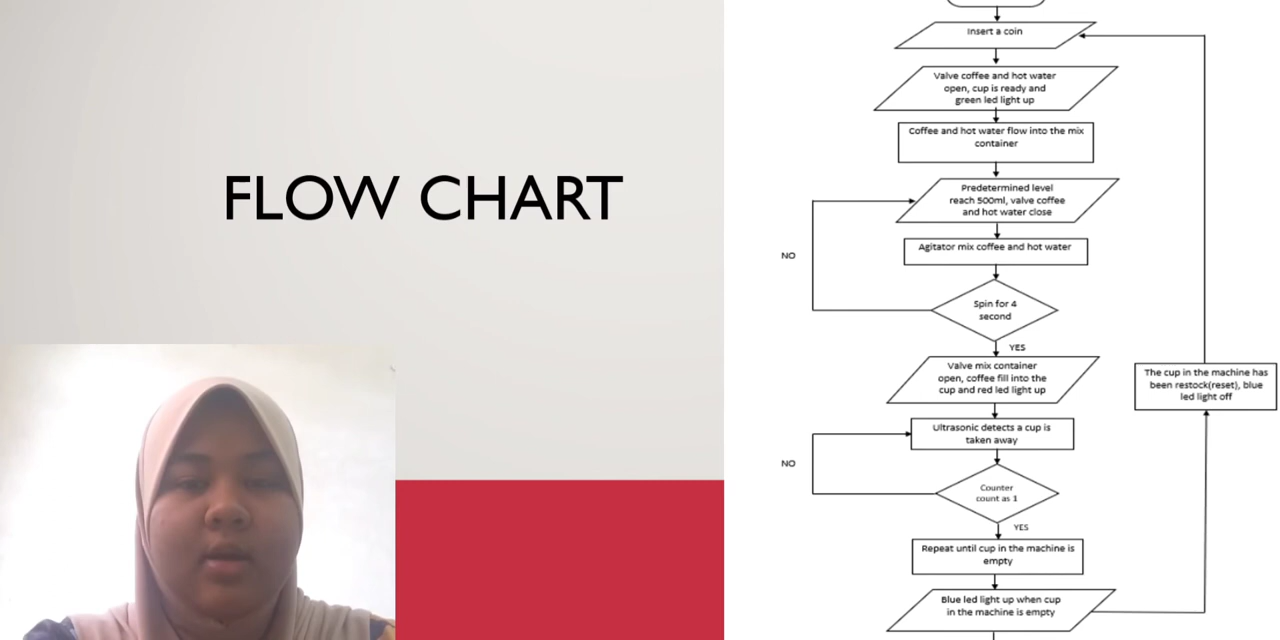 FLOW CHART
Insert a coin
Valve coffee and hot water
open, cup is ready and
green led light up
Coffee and hot water flow into the mix
container
Predetermined level
reach 500ml, valve coffee
and hot water close
Agitator mix coffee and hot water
NO
Spin for 4
second
YES
Valve mix container
open, coffee fill into the
cup and red led light up
The cup in the machine has
been restock(reset), blue
led light off
Ultrasonic detects a cup is
taken away
NO
Counter
count as 1
YES
Repeat until cup in the machine is
empty
Blue led light up when cup
in the machine is empty